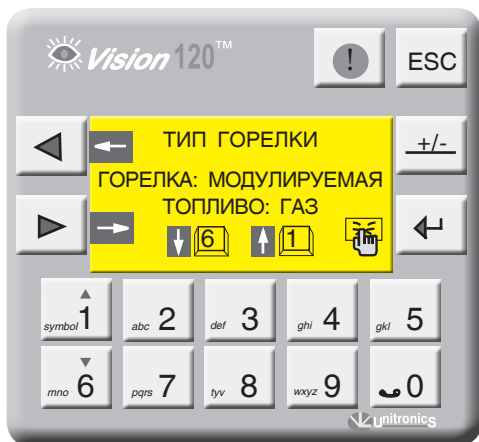 Vision 120™
!
ESC
ТИП ГОРЕЛКИ
+/-
ГОРЕЛКА: МОДУЛИРУЕМАЯ
ТОПЛИВО: ГАЗ
6 1
symbol 1
abc 2
def 3
ghi 4
gkl 5
mno 6
pqrs 7
tyv 8
wxyz 9
0
unitronics